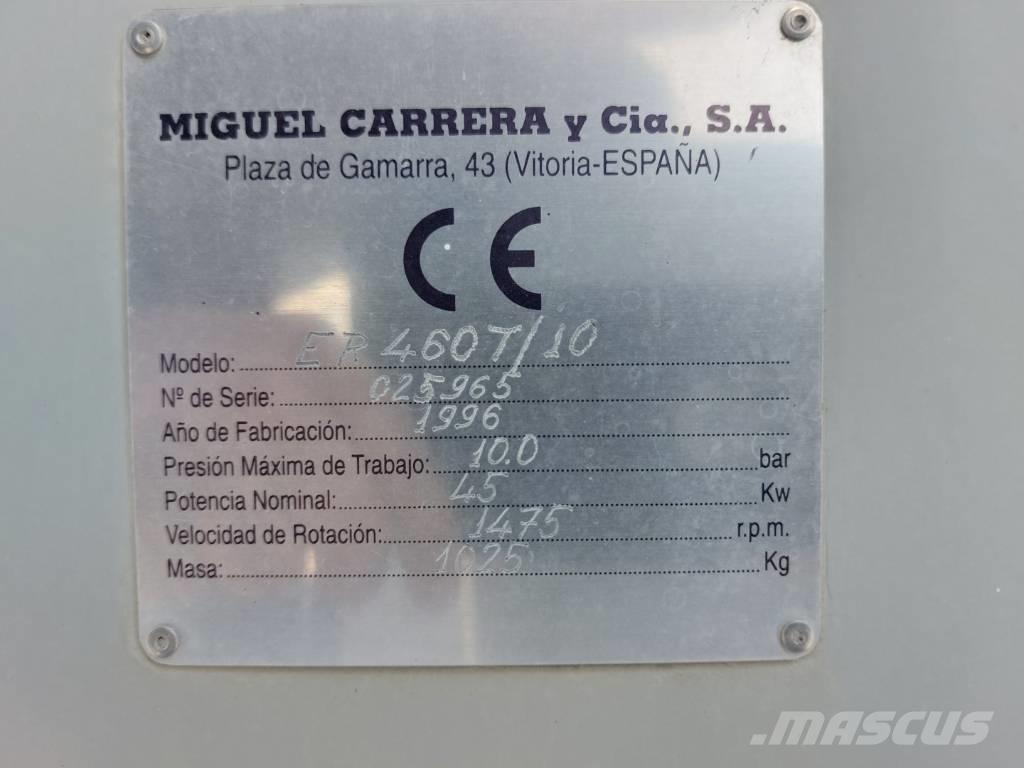 MIGUEL CARRERA y Cia., S.A.
Plaza de Gamarra, 43 (Vitoria-ESPAÑA)
CE
Modelo: ER 4607/10
Nº de Serie: 025965
Año de Fabricación: 1996
Presión Máxima de Trabajo: 10.0 bar
Potencia Nominal: 45 Kw
Velocidad de Rotación: 1475 r.p.m.
Masa: 1025 Kg
MASCUS